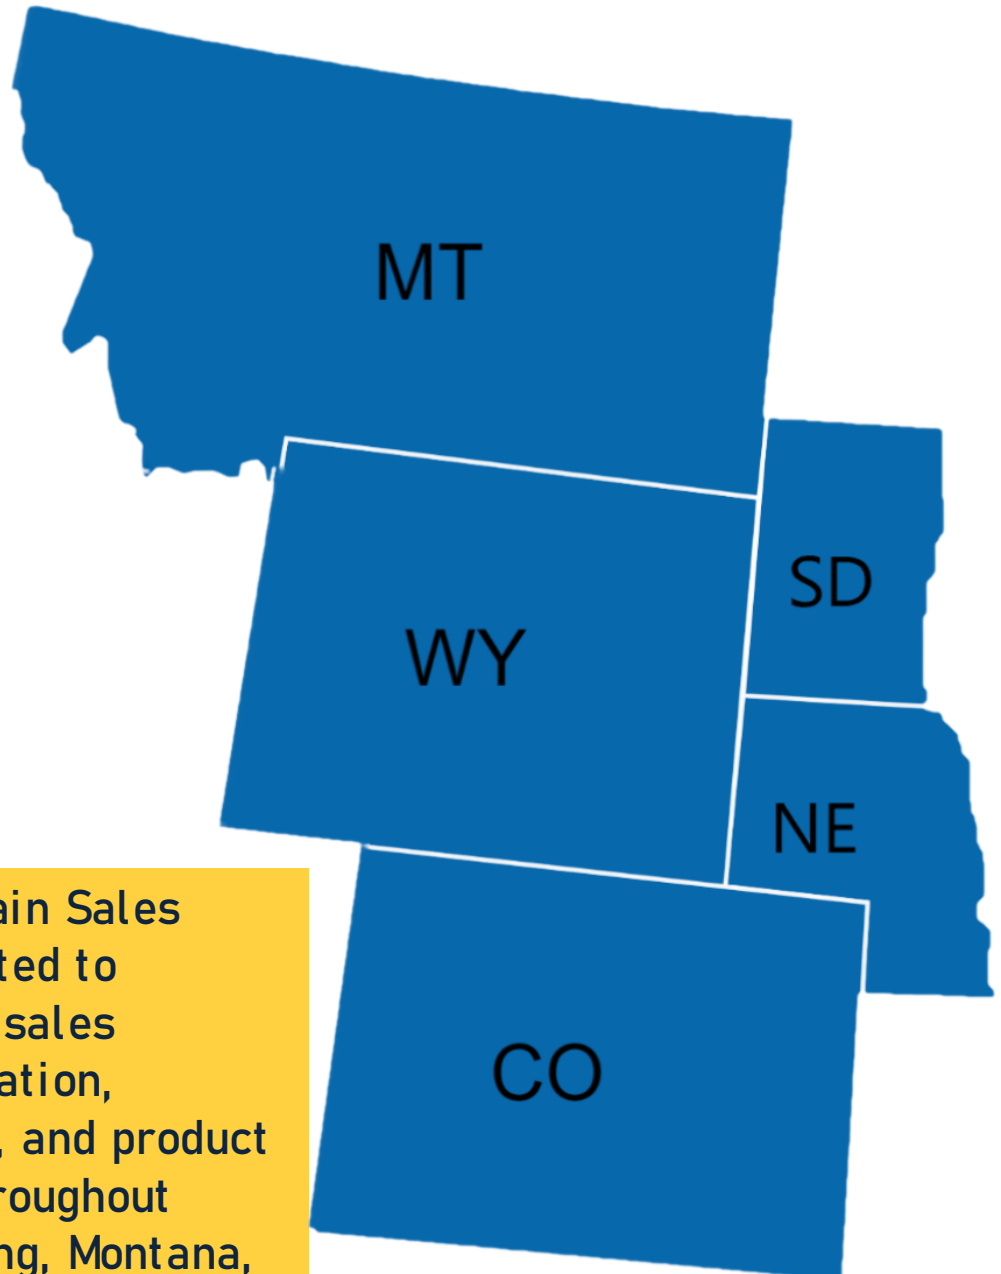 MT
SD
WY
NE
ain Sales
ted to
sales
ation,
, and product
roughout
ng, Montana,
CO